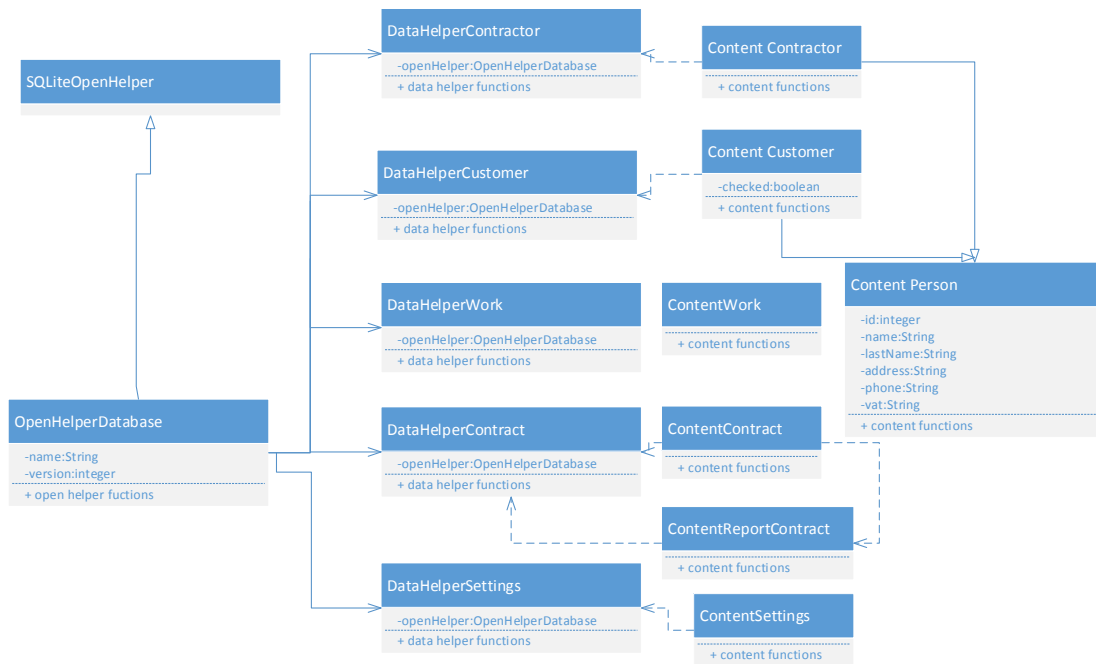 SQLiteOpenHelper
OpenHelperDatabase
-name:String
-version:integer
+ open helper fuctions
DataHelperContractor
-openHelper:OpenHelperDatabase
+ data helper functions
DataHelperCustomer
-openHelper:OpenHelperDatabase
+ data helper functions
DataHelperWork
-openHelper:OpenHelperDatabase
+ data helper functions
DataHelperContract
-openHelper:OpenHelperDatabase
+ data helper functions
DataHelperSettings
-openHelper:OpenHelperDatabase
+ data helper functions
Content Contractor
+ content functions
Content Customer
-checked:boolean
+ content functions
ContentWork
+ content functions
ContentContract
+ content functions
ContentReportContract
+ content functions
ContentSettings
+ content functions
Content Person
-id:integer
-name:String
-lastName:String
-address:String
-phone:String
-vat:String
+ content functions